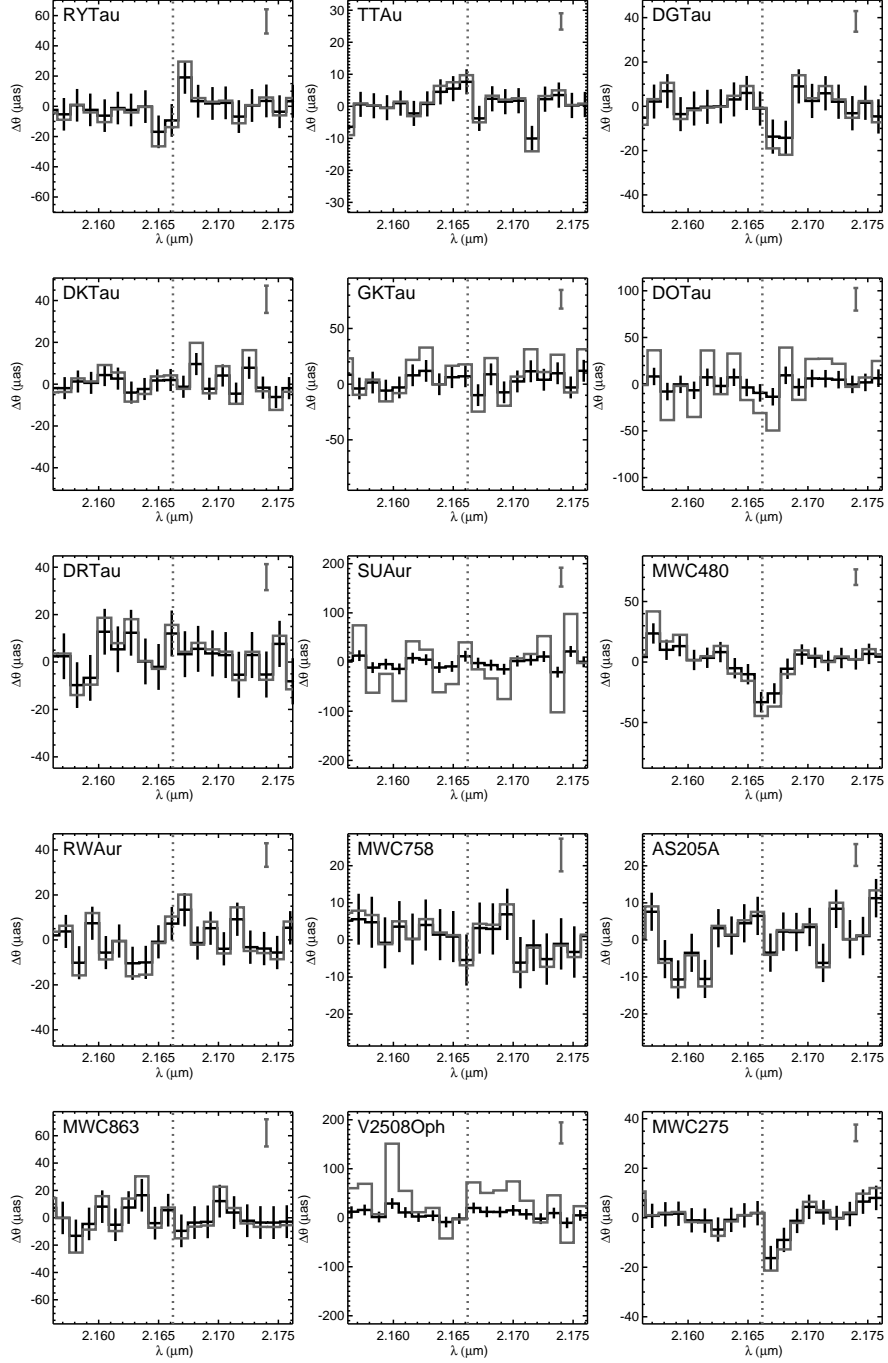 RYTau TTAu DGTau
60 30 40
40 20
20 10 20
0 0 0
-20 -10 -20
-40 -20
-60 -30 -40
Δθ (μas) Δθ (μas) Δθ (μas)
2.160 2.165 2.170 2.175 2.160 2.165 2.170 2.175 2.160 2.165 2.170 2.175
λ (μm) λ (μm) λ (μm)
DKTau GKTau DOTau
40 50 100
20 50
0 0 0
-20 -50
-40 -50 -100
Δθ (μas) Δθ (μas) Δθ (μas)
2.160 2.165 2.170 2.175 2.160 2.165 2.170 2.175 2.160 2.165 2.170 2.175
λ (μm) λ (μm) λ (μm)
DRTau SUAur MWC480
40 200 50
20 100
0 0 0
-20 -100
-40 -200 -50
Δθ (μas) Δθ (μas) Δθ (μas)
2.160 2.165 2.170 2.175 2.160 2.165 2.170 2.175 2.160 2.165 2.170 2.175
λ (μm) λ (μm) λ (μm)
RWAur MWC758 AS205A
40 20 20
20 10 10
0 0 0
-20 -10 -10
-40 -20 -20
Δθ (μas) Δθ (μas) Δθ (μas)
2.160 2.165 2.170 2.175 2.160 2.165 2.170 2.175 2.160 2.165 2.170 2.175
λ (μm) λ (μm) λ (μm)
MWC863 V2508Oph MWC275
60 200 40
40 100 20
20
0 0 0
-20
-40 -100 -20
-60 -200 -40
Δθ (μas) Δθ (μas) Δθ (μas)
2.160 2.165 2.170 2.175 2.160 2.165 2.170 2.175 2.160 2.165 2.170 2.175
λ (μm) λ (μm) λ (μm)